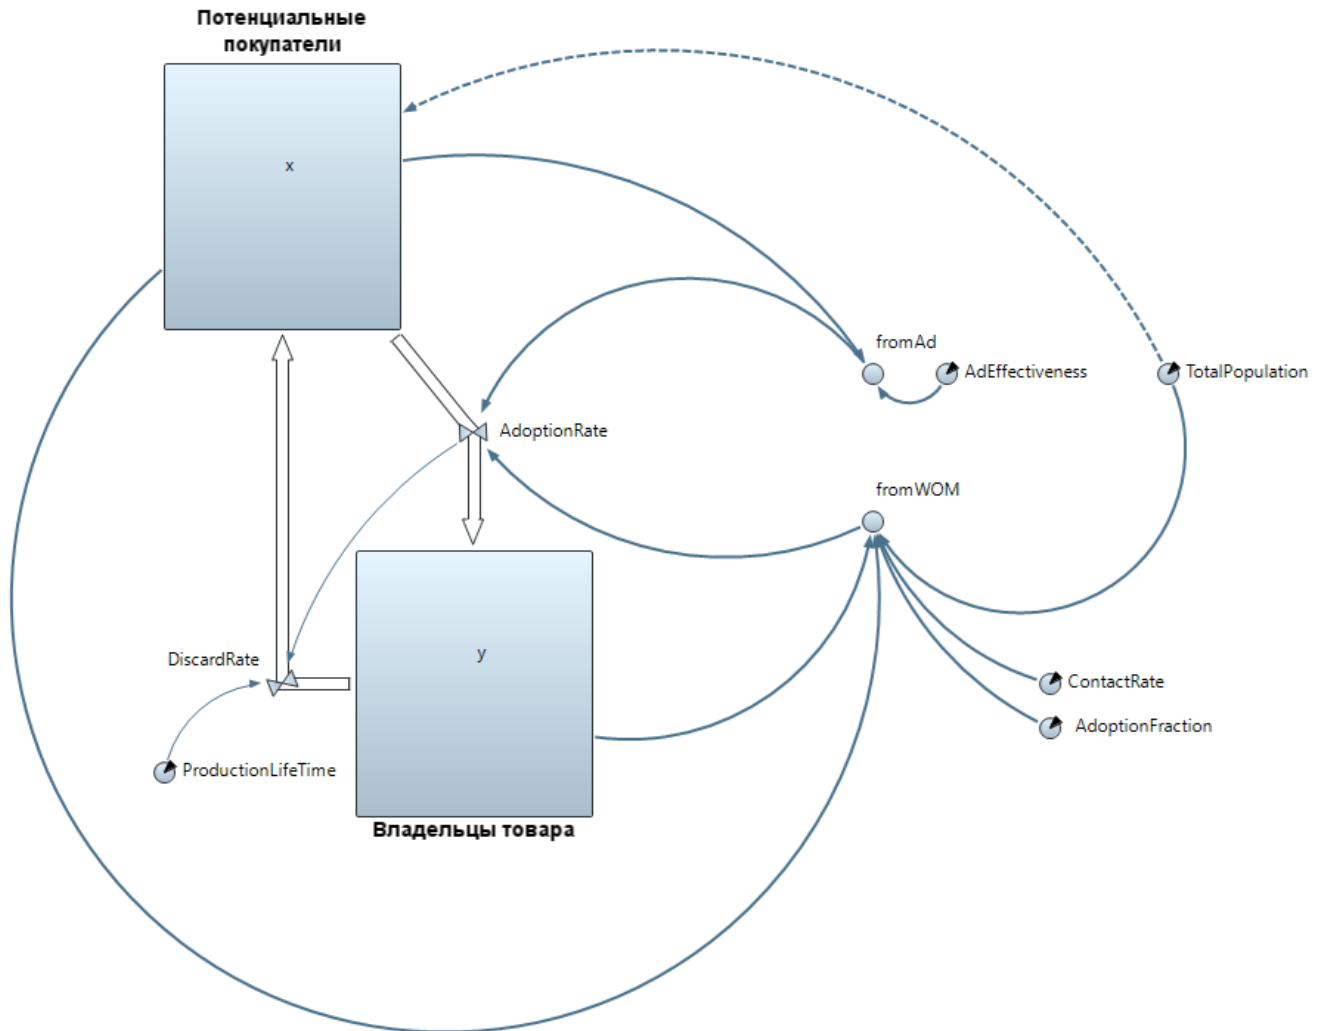 Потенциальные
покупатели
x
fromAd
AdEffectiveness
TotalPopulation
AdoptionRate
fromWOM
y
DiscardRate
ContactRate
AdoptionFraction
ProductionLifeTime
Владельцы товара